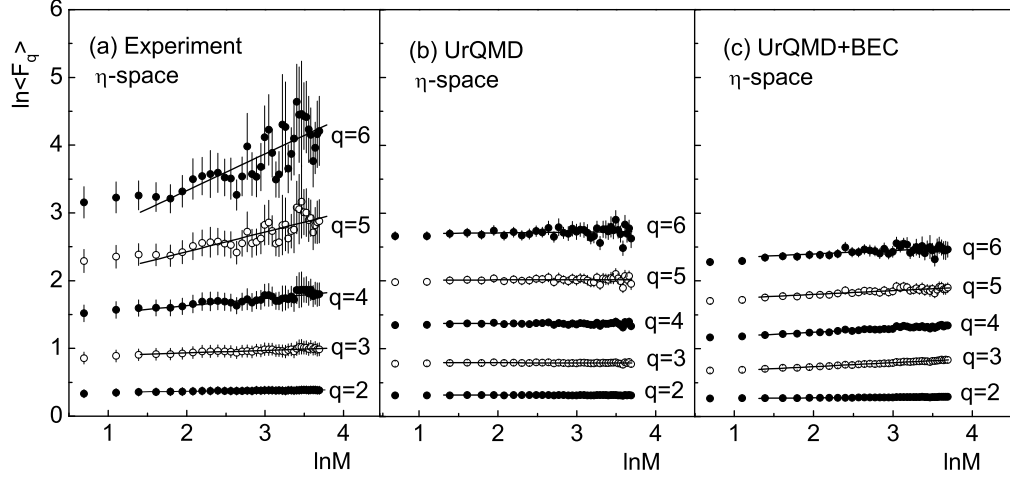 6
5
4
3
2
1
0
ln<F_q>
(a) Experiment
η-space
q=6
q=5
q=4
q=3
q=2
1 2 3 4
lnM
(b) UrQMD
η-space
q=6
q=5
q=4
q=3
q=2
1 2 3 4
lnM
(c) UrQMD+BEC
η-space
q=6
q=5
q=4
q=3
q=2
1 2 3 4
lnM